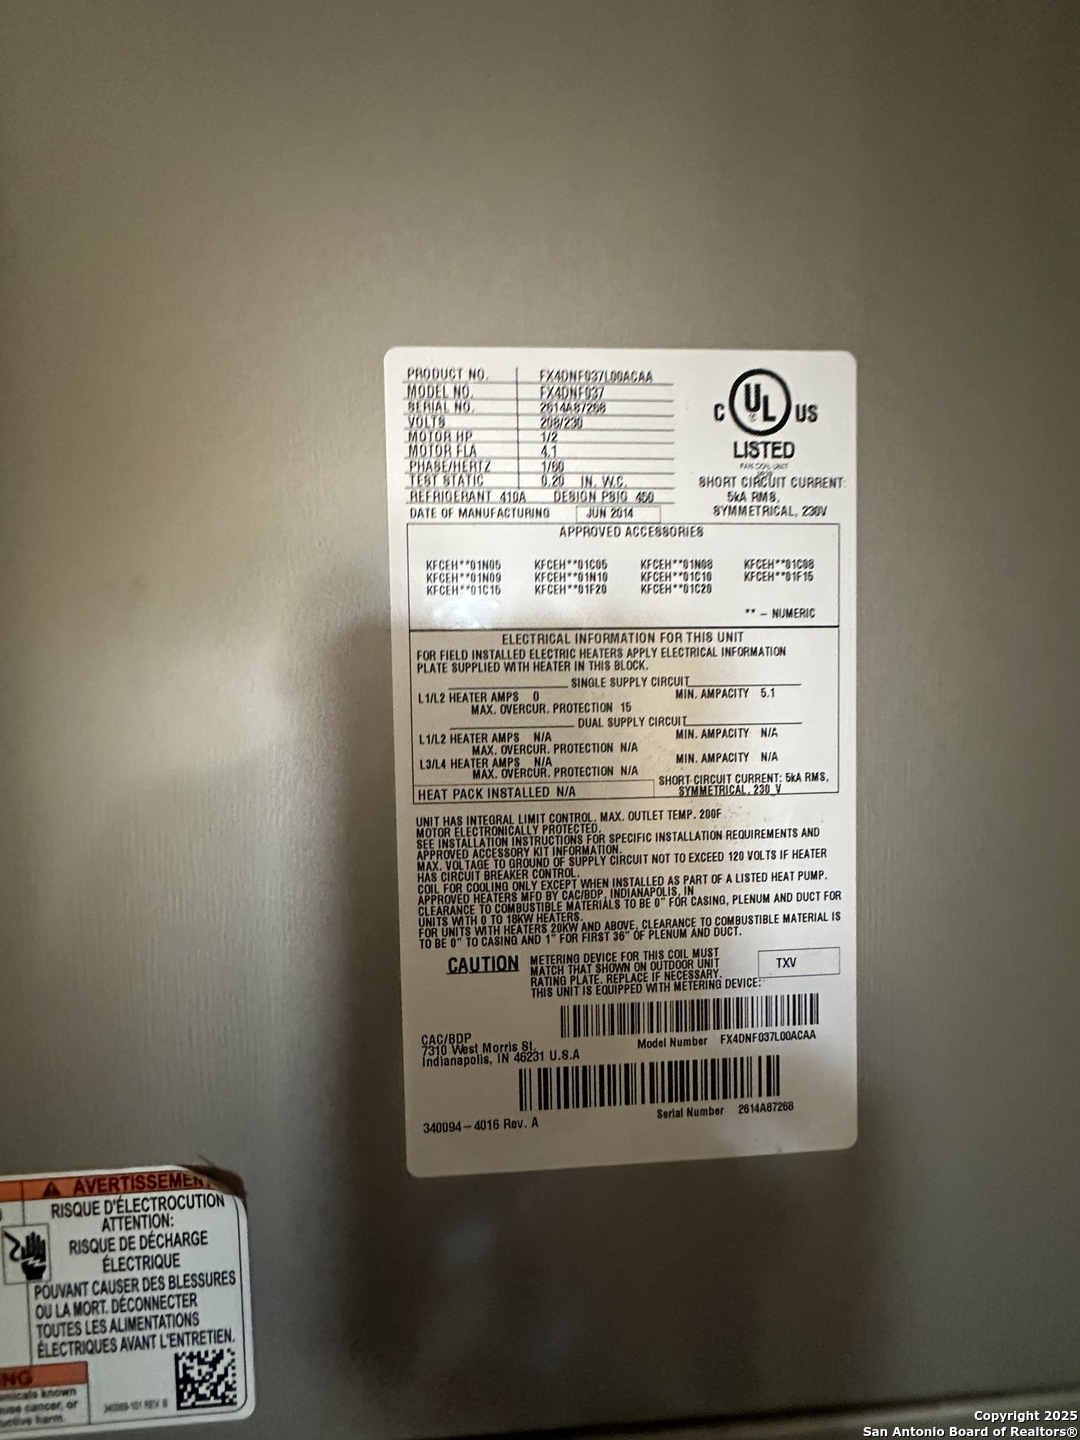 PRODUCT NO. FX4DNF037L00ACAA
MODEL NO. FX4DNF037
SERIAL NO. 2614A87268
VOLTS 208/230
MOTOR HP 1/2
MOTOR FLA 4.1
PHASE/HERTZ 1/60
TEST STATIC 0.20 IN. W.C.
REFRIGERANT 410A DESIGN PSIG 450
DATE OF MANUFACTURING JUN 2014
C UL US
LISTED
FAN COIL UNIT
SHORT CIRCUIT CURRENT:
5kA RMS,
SYMMETRICAL, 230V
APPROVED ACCESSORIES
KFCEH**01N05 KFCEH**01C05 KFCEH**01N08 KFCEH**01C08
KFCEH**01N09 KFCEH**01N10 KFCEH**01C10 KFCEH**01F15
KFCEH**01C15 KFCEH**01F20 KFCEH**01C20
** - NUMERIC
ELECTRICAL INFORMATION FOR THIS UNIT
FOR FIELD INSTALLED ELECTRIC HEATERS APPLY ELECTRICAL INFORMATION
PLATE SUPPLIED WITH HEATER IN THIS BLOCK.
SINGLE SUPPLY CIRCUIT
L1/L2 HEATER AMPS 0 MIN. AMPACITY 5.1
MAX. OVERCUR. PROTECTION 15
DUAL SUPPLY CIRCUIT
L1/L2 HEATER AMPS N/A MIN. AMPACITY N/A
MAX. OVERCUR. PROTECTION N/A
L3/L4 HEATER AMPS N/A MIN. AMPACITY N/A
MAX. OVERCUR. PROTECTION N/A
SHORT CIRCUIT CURRENT: 5kA RMS,
HEAT PACK INSTALLED N/A SYMMETRICAL, 230 V
UNIT HAS INTEGRAL LIMIT CONTROL. MAX. OUTLET TEMP. 200F
MOTOR ELECTRONICALLY PROTECTED.
SEE INSTALLATION INSTRUCTIONS FOR SPECIFIC INSTALLATION REQUIREMENTS AND
APPROVED ACCESSORY KIT INFORMATION.
MAX. VOLTAGE TO GROUND OF SUPPLY CIRCUIT NOT TO EXCEED 120 VOLTS IF HEATER
HAS CIRCUIT BREAKER CONTROL.
COIL FOR COOLING ONLY EXCEPT WHEN INSTALLED AS PART OF A LISTED HEAT PUMP.
APPROVED HEATERS MFD BY CAC/BDP, INDIANAPOLIS, IN
CLEARANCE TO COMBUSTIBLE MATERIALS TO BE 0" FOR CASING, PLENUM AND DUCT FOR
UNITS WITH 0 TO 18KW HEATERS.
FOR UNITS WITH HEATERS 20KW AND ABOVE, CLEARANCE TO COMBUSTIBLE MATERIAL IS
TO BE 0" TO CASING AND 1" FOR FIRST 36" OF PLENUM AND DUCT.
CAUTION
METERING DEVICE FOR THIS COIL MUST
MATCH THAT SHOWN ON OUTDOOR UNIT
RATING PLATE. REPLACE IF NECESSARY.
THIS UNIT IS EQUIPPED WITH METERING DEVICE:
TXV
CAC/BDP
7310 West Morris St.
Indianapolis, IN 46231 U.S.A
Model Number FX4DNF037L00ACAA
Serial Number 2614A87268
340094-4016 Rev. A
AVERTISSEMEN
RISQUE D'ÉLECTROCUTION
ATTENTION:
RISQUE DE DÉCHARGE
ÉLECTRIQUE
POUVANT CAUSER DES BLESSURES
OU LA MORT. DÉCONNECTER
TOUTES LES ALIMENTATIONS
ÉLECTRIQUES AVANT L'ENTRETIEN.
NG
emicals known
use cancer, or
uctive harm.
REV B
Copyright 2025
San Antonio Board of Realtors®